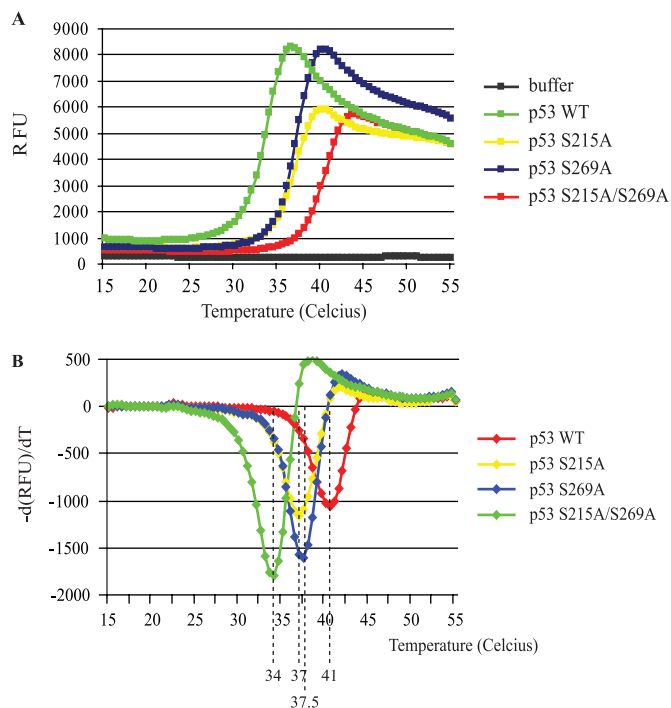 A
9000
8000
7000
6000
5000
4000
3000
2000
1000
0
RFU
15 20 25 30 35 40 45 50 55
Temperature (Celcius)
buffer
p53 WT
p53 S215A
p53 S269A
p53 S215A/S269A
B
500
0
-500
-1000
-1500
-2000
-d(RFU)/dT
15 20 25 30 35 40 45 50 55
Temperature (Celcius)
34 37 41
37.5
p53 WT
p53 S215A
p53 S269A
p53 S215A/S269A